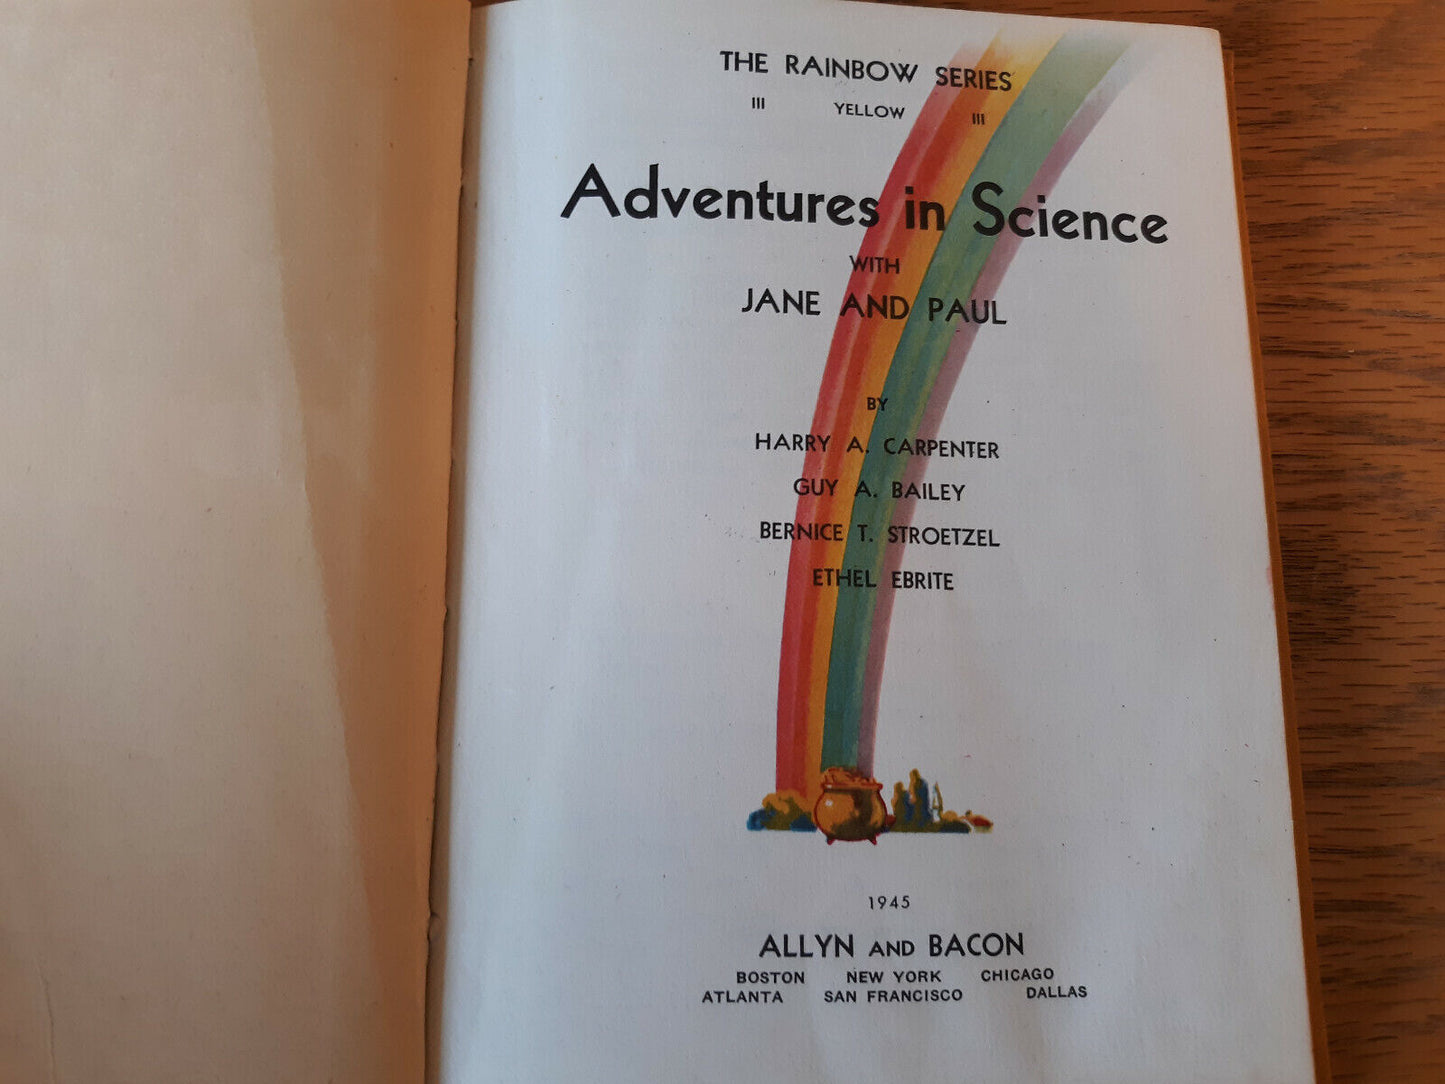 THE RAINBOW SERIES
III YELLOW III
Adventures in Science
WITH
JANE AND PAUL
BY
HARRY A. CARPENTER
GUY A. BAILEY
BERNICE T. STROETZEL
ETHEL EBRITE
1945
ALLYN AND BACON
BOSTON NEW YORK CHICAGO
ATLANTA SAN FRANCISCO DALLAS